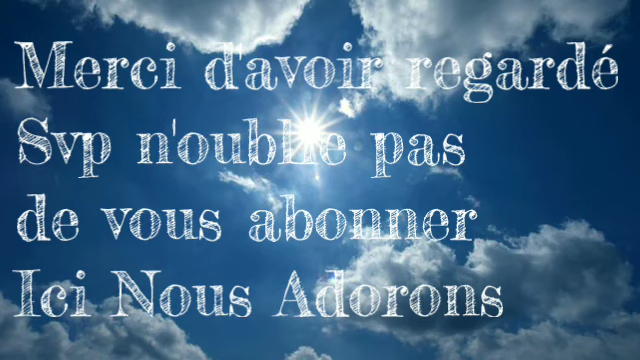 Merci d'avoir regardé
Svp n'oublie pas
de vous abonner
Ici Nous Adorons